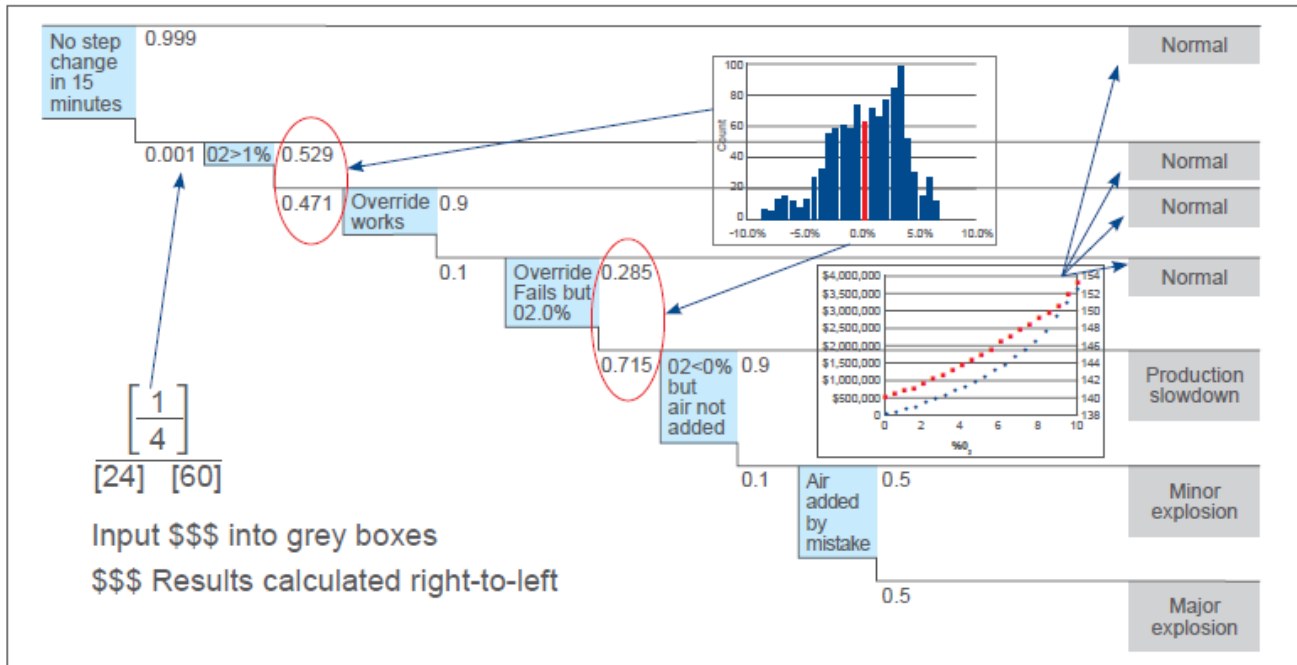 No step
change
in 15
minutes
0.999
Normal
0.001
02>1%
0.529
Normal
0.471
Override
works
0.9
Normal
0.1
Override
Fails but
02.0%
0.285
Normal
0.715
02<0%
but
air not
added
0.9
Production
slowdown
0.1
Air
added
by
mistake
0.5
Minor
explosion
0.5
Major
explosion
Count
100
80
60
40
20
0
-10.0% -5.0% 0.0% 5.0% 10.0%
$4,000,000
$3,500,000
$3,000,000
$2,500,000
$2,000,000
$1,500,000
$1,000,000
$500,000
0
154
152
150
148
146
144
142
140
138
0 2 4 6 8 10
%0₂
[1
4]
[24] [60]
Input $$$ into grey boxes
$$$ Results calculated right-to-left